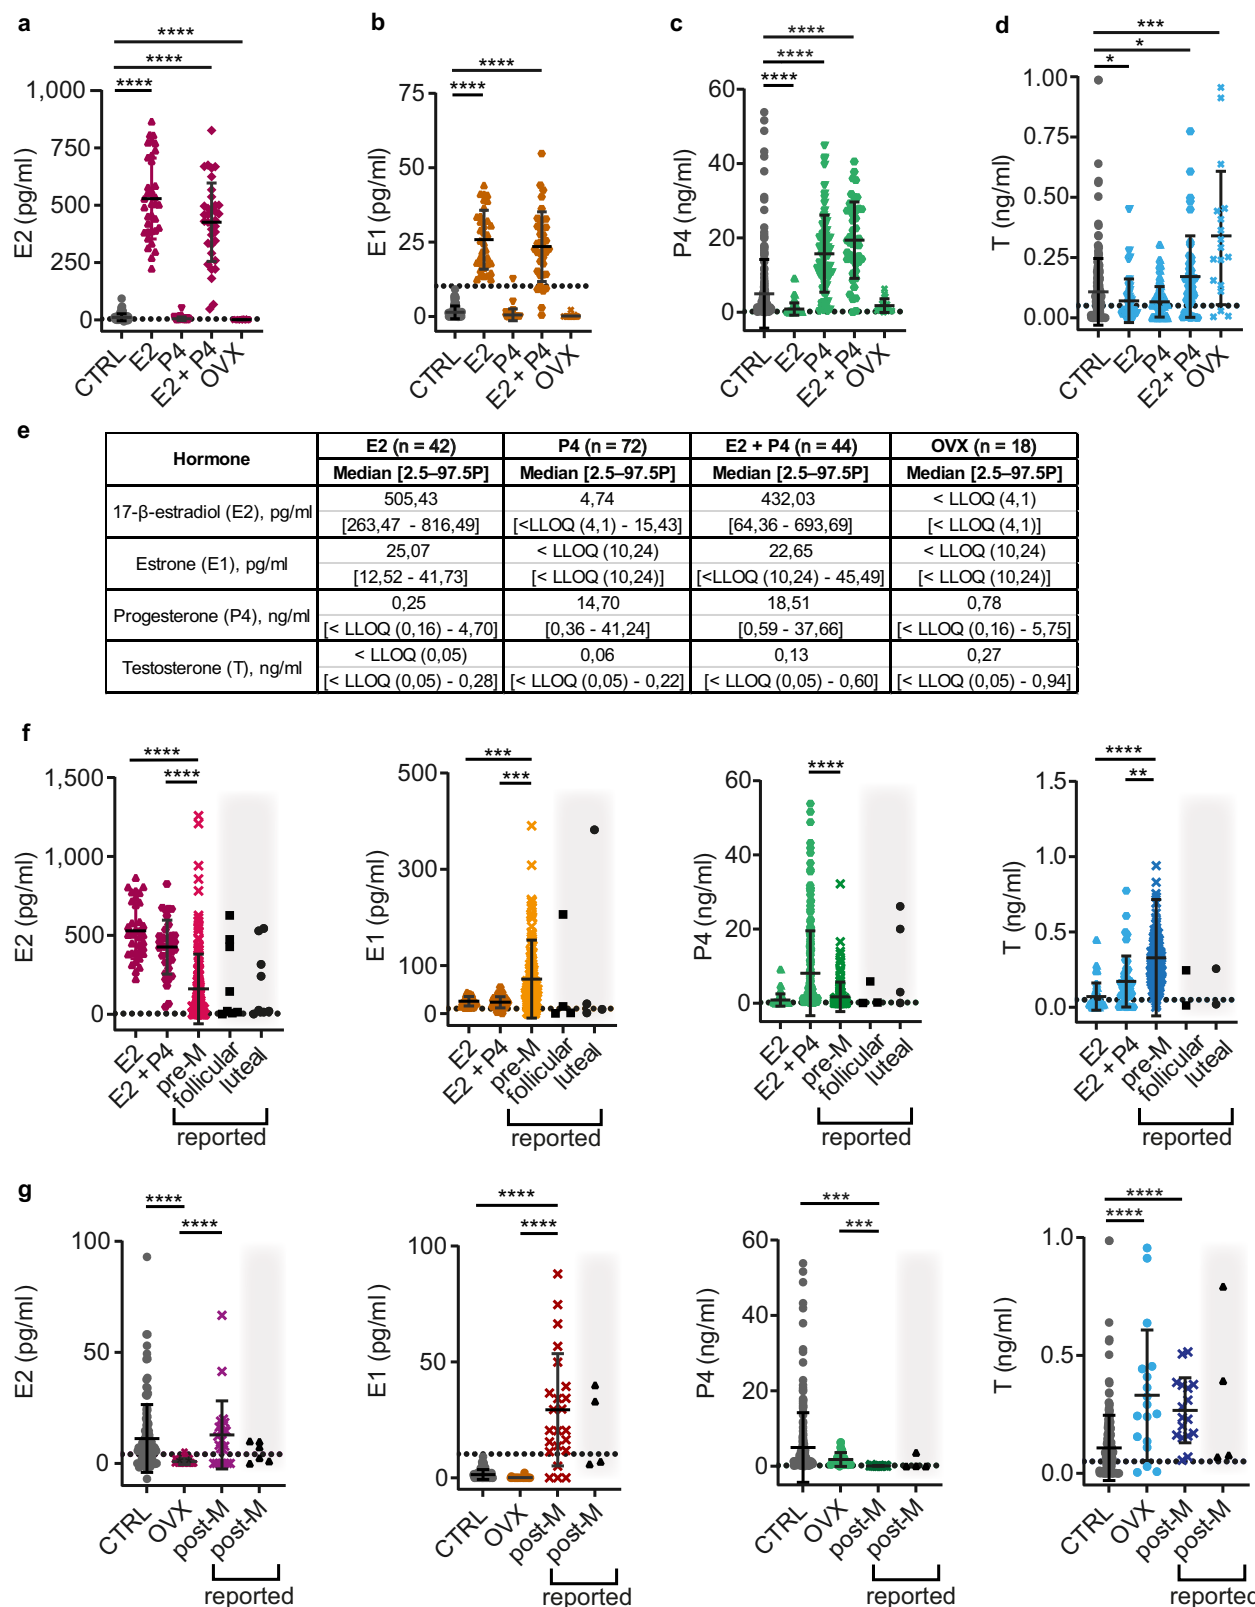 a
****
****
****
E2 (pg/ml)
1,000
750
500
250
0
CTRL
E2
P4
E2 + P4
OVX
b
****
****
E1 (pg/ml)
75
50
25
0
CTRL
E2
P4
E2 + P4
OVX
c
****
****
****
P4 (ng/ml)
60
40
20
0
CTRL
E2
P4
E2 + P4
OVX
d
***
*
*
T (ng/ml)
1.00
0.75
0.50
0.25
0.00
CTRL
E2
P4
E2 + P4
OVX
e
Hormone E2 (n = 42) P4 (n = 72) E2 + P4 (n = 44) OVX (n = 18)
Median [2.5–97.5P] Median [2.5–97.5P] Median [2.5–97.5P] Median [2.5–97.5P]
17-β-estradiol (E2), pg/ml 505,43 4,74 432,03 < LLOQ (4,1)
[263,47 - 816,49] [<LLOQ (4,1) - 15,43] [64,36 - 693,69] [< LLOQ (4,1)]
Estrone (E1), pg/ml 25,07 < LLOQ (10,24) 22,65 < LLOQ (10,24)
[12,52 - 41,73] [< LLOQ (10,24)] [<LLOQ (10,24) - 45,49] [< LLOQ (10,24)]
Progesterone (P4), ng/ml 0,25 14,70 18,51 0,78
[< LLOQ (0,16) - 4,70] [0,36 - 41,24] [0,59 - 37,66] [< LLOQ (0,16) - 5,75]
Testosterone (T), ng/ml < LLOQ (0,05) 0,06 0,13 0,27
[< LLOQ (0,05) - 0,28] [< LLOQ (0,05) - 0,22] [< LLOQ (0,05) - 0,60] [< LLOQ (0,05) - 0,94]
f
****
****
E2 (pg/ml)
1,500
1,000
500
0
E2
E2 + P4
pre-M
follicular
luteal
reported
***
***
E1 (pg/ml)
500
300
100
0
E2
E2 + P4
pre-M
follicular
luteal
reported
****
P4 (ng/ml)
60
40
20
0
E2
E2 + P4
pre-M
follicular
luteal
reported
****
**
T (ng/ml)
1.5
1.0
0.5
0.0
E2
E2 + P4
pre-M
follicular
luteal
reported
g
****
****
E2 (pg/ml)
100
50
0
CTRL
OVX
post-M
post-M
reported
****
****
E1 (pg/ml)
100
50
0
CTRL
OVX
post-M
post-M
reported
***
***
P4 (ng/ml)
60
40
20
0
CTRL
OVX
post-M
post-M
reported
****
****
T (ng/ml)
1.0
0.5
0.0
CTRL
OVX
post-M
post-M
reported